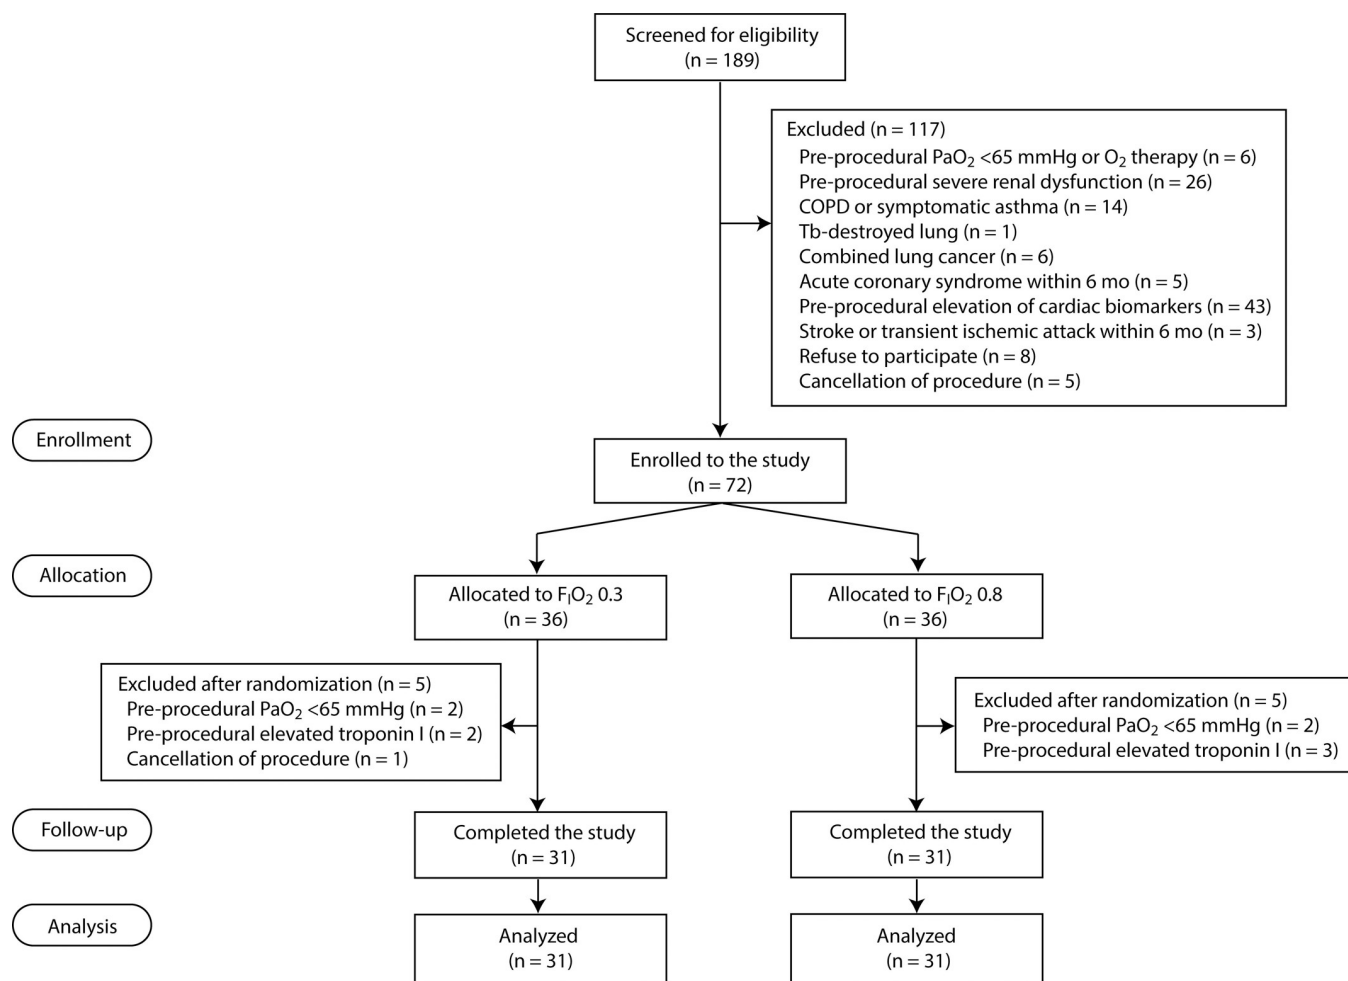 Screened for eligibility
(n = 189)
Excluded (n = 117)
Pre-procedural PaO₂ <65 mmHg or O₂ therapy (n = 6)
Pre-procedural severe renal dysfunction (n = 26)
COPD or symptomatic asthma (n = 14)
Tb-destroyed lung (n = 1)
Combined lung cancer (n = 6)
Acute coronary syndrome within 6 mo (n = 5)
Pre-procedural elevation of cardiac biomarkers (n = 43)
Stroke or transient ischemic attack within 6 mo (n = 3)
Refuse to participate (n = 8)
Cancellation of procedure (n = 5)
Enrollment
Enrolled to the study
(n = 72)
Allocation
Allocated to FIO₂ 0.3
(n = 36)
Allocated to FIO₂ 0.8
(n = 36)
Excluded after randomization (n = 5)
Pre-procedural PaO₂ <65 mmHg (n = 2)
Pre-procedural elevated troponin I (n = 2)
Cancellation of procedure (n = 1)
Excluded after randomization (n = 5)
Pre-procedural PaO₂ <65 mmHg (n = 2)
Pre-procedural elevated troponin I (n = 3)
Follow-up
Completed the study
(n = 31)
Completed the study
(n = 31)
Analysis
Analyzed
(n = 31)
Analyzed
(n = 31)